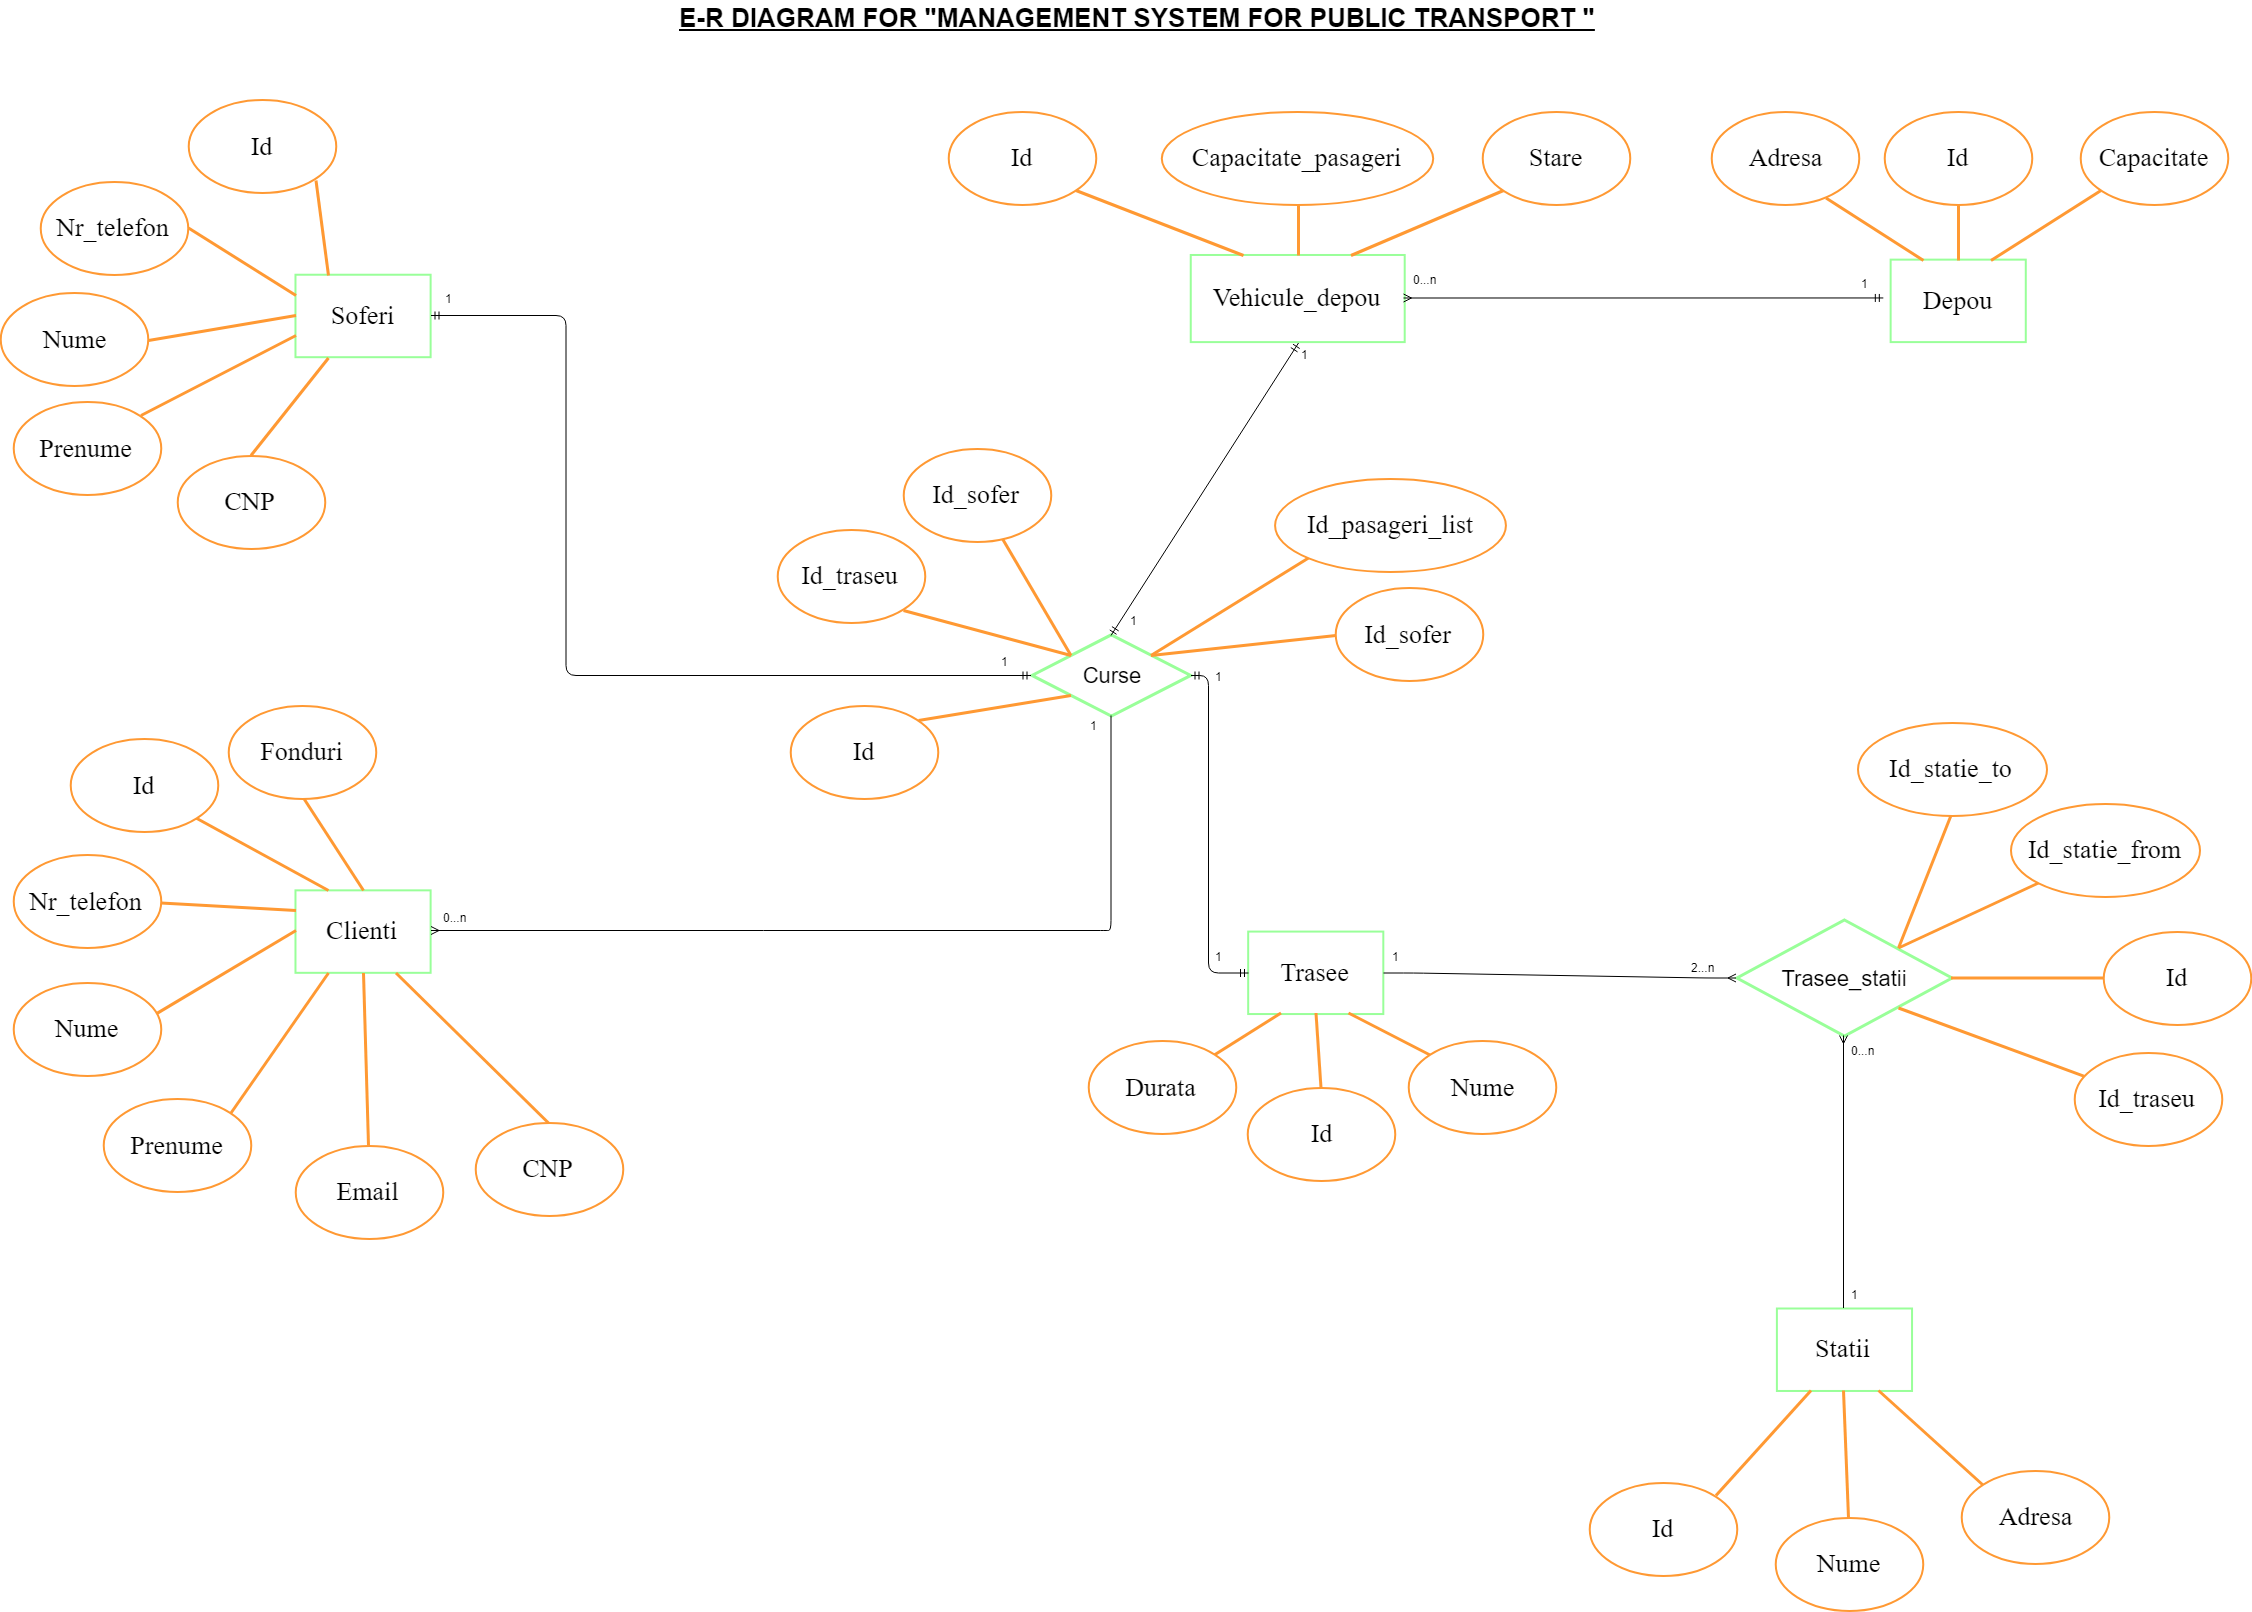 E-R DIAGRAM FOR "MANAGEMENT SYSTEM FOR PUBLIC TRANSPORT "
Id
Nr_telefon
Nume
Prenume
CNP
Soferi
1
Id
Capacitate_pasageri
Stare
Vehicule_depou
0...n
1
1
Adresa
Id
Capacitate
Depou
Id_sofer
Id_traseu
Id_pasageri_list
Id_sofer
1
1
Curse
1
1
Id
Fonduri
Id
Nr_telefon
Clienti
0...n
Nume
Prenume
Email
CNP
1
Trasee
1
2...n
Durata
Id
Nume
Id_statie_to
Id_statie_from
Trasee_statii
Id
Id_traseu
0...n
1
Statii
Id
Nume
Adresa